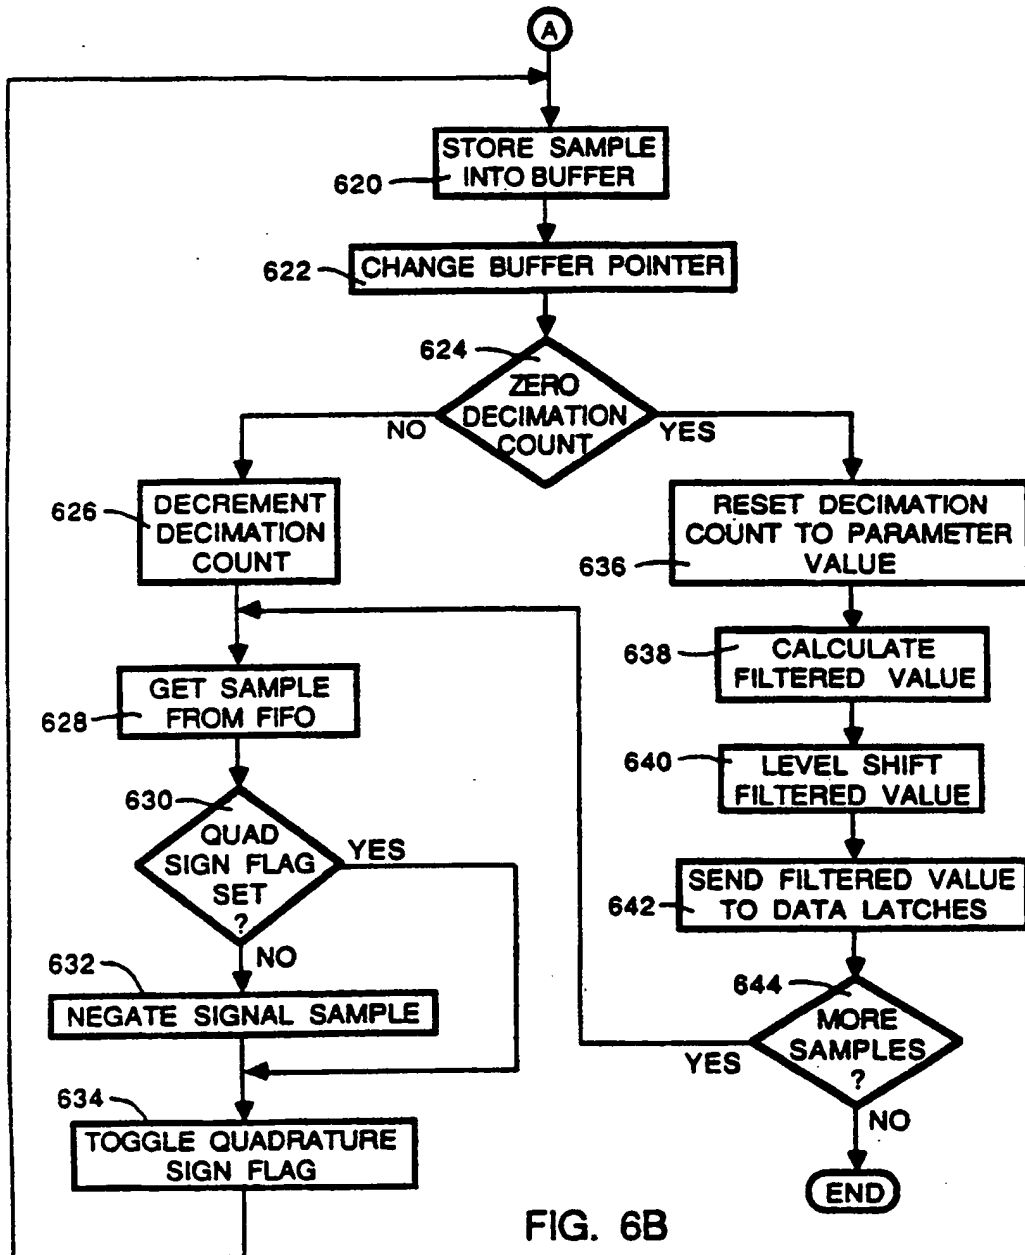 A
STORE SAMPLE
INTO BUFFER
620
CHANGE BUFFER POINTER
622
624
ZERO
DECIMATION
COUNT
NO
YES
DECREMENT
DECIMATION
COUNT
626
RESET DECIMATION
COUNT TO PARAMETER
VALUE
636
CALCULATE
FILTERED VALUE
638
GET SAMPLE
FROM FIFO
628
LEVEL SHIFT
FILTERED VALUE
640
630
QUAD
SIGN FLAG
SET
?
YES
NO
SEND FILTERED VALUE
TO DATA LATCHES
642
632
NEGATE SIGNAL SAMPLE
644
MORE
SAMPLES
?
YES
NO
634
TOGGLE QUADRATURE
SIGN FLAG
END
FIG. 6B